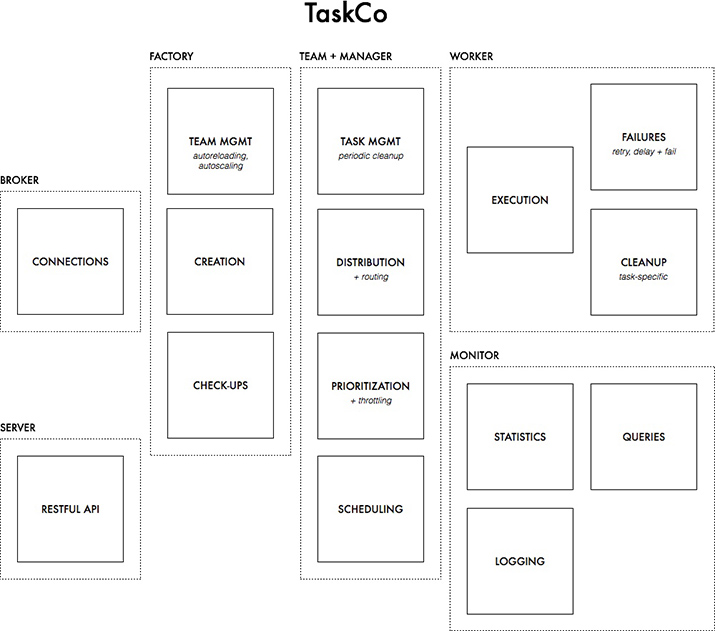 TaskCo
FACTORY
TEAM MGMT
autoreloading,
autoscaling
CREATION
CHECK-UPS
TEAM + MANAGER
TASK MGMT
periodic cleanup
DISTRIBUTION
+ routing
PRIORITIZATION
+ throttling
SCHEDULING
WORKER
EXECUTION
FAILURES
retry, delay + fail
CLEANUP
task-specific
BROKER
CONNECTIONS
SERVER
RESTFUL API
MONITOR
STATISTICS
QUERIES
LOGGING